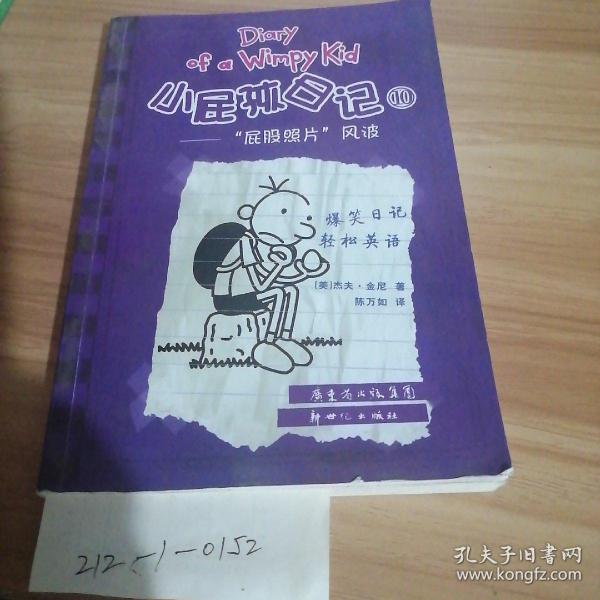 Diary
of a Wimpy Kid
小屁孩日记⑩
——“屁股照片”风波
爆笑日记
轻松英语
[美]杰夫·金尼 著
陈万如 译
廣東省出版集團
新世纪出版社
212-1-0152
孔夫子旧书网
www.kongfz.com